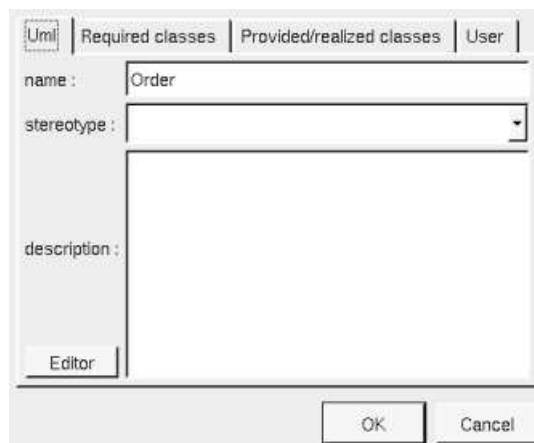 Uml Required classes Provided/realized classes User
name : Order
stereotype :
description :
Editor
OK Cancel